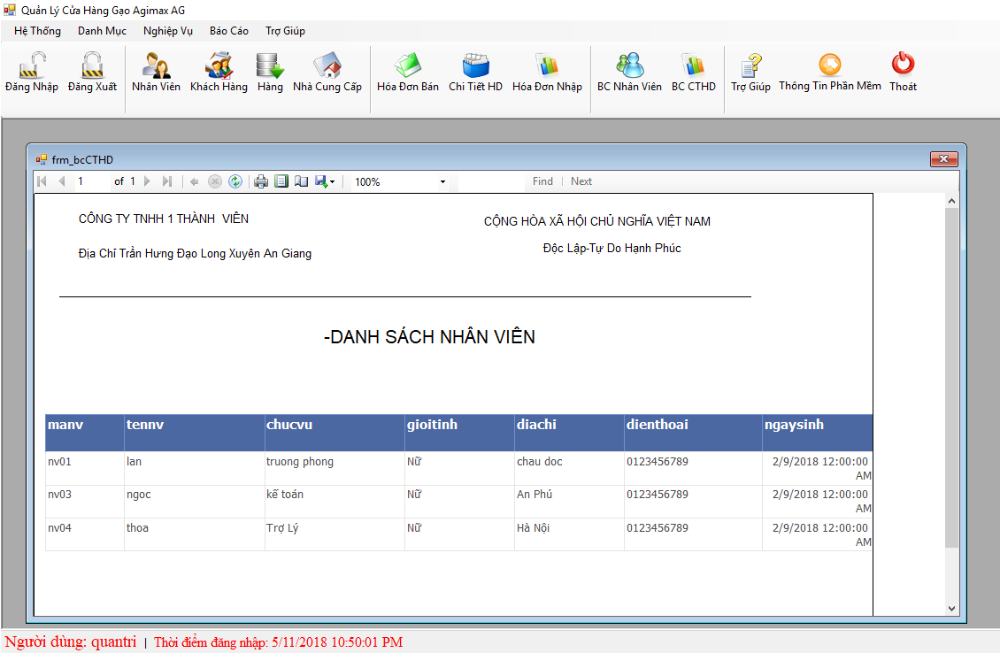 Quản Lý Cửa Hàng Gạo Agimax AG
Hệ Thống Danh Mục Nghiệp Vụ Báo Cáo Trợ Giúp
Đăng Nhập Đăng Xuất Nhân Viên Khách Hàng Hàng Nhà Cung Cấp Hóa Đơn Bán Chi Tiết HD Hóa Đơn Nhập BC Nhân Viên BC CTHD Trợ Giúp Thông Tin Phần Mềm Thoát
frm_bcCTHD
1 of 1 100% Find | Next
CÔNG TY TNHH 1 THÀNH VIÊN CỘNG HÒA XÃ HỘI CHỦ NGHĨA VIỆT NAM
Địa Chỉ Trần Hưng Đạo Long Xuyên An Giang Độc Lập-Tự Do Hạnh Phúc
-DANH SÁCH NHÂN VIÊN
manv tennv chucvu gioitinh diachi dienthoai ngaysinh
nv01 lan truong phong Nữ chau doc 0123456789 2/9/2018 12:00:00
AM
nv03 ngoc kế toán Nữ An Phú 0123456789 2/9/2018 12:00:00
AM
nv04 thoa Trợ Lý Nữ Hà Nội 0123456789 2/9/2018 12:00:00
AM
Người dùng: quantri | Thời điểm đăng nhập: 5/11/2018 10:50:01 PM